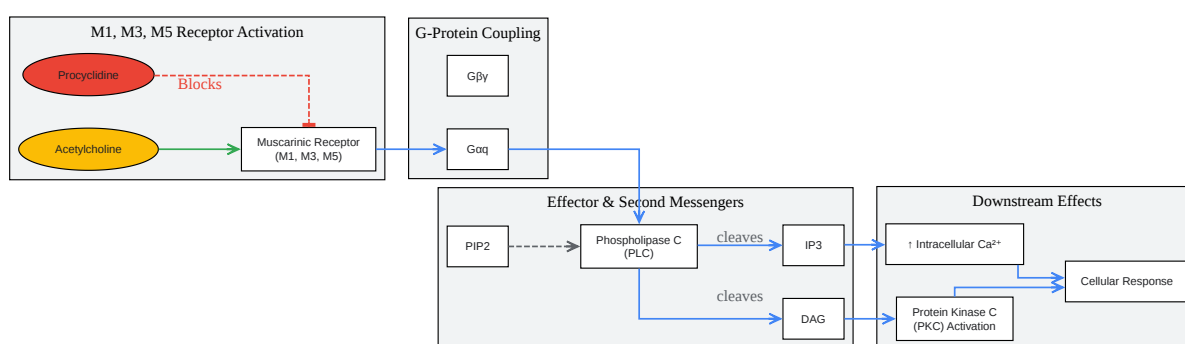 M1, M3, M5 Receptor Activation
Procyclidine
Blocks
Acetylcholine
Muscarinic Receptor
(M1, M3, M5)
G-Protein Coupling
Gβγ
Gαq
Effector & Second Messengers
PIP2
Phospholipase C
(PLC)
cleaves
IP3
cleaves
DAG
Downstream Effects
↑ Intracellular Ca²⁺
Cellular Response
Protein Kinase C
(PKC) Activation